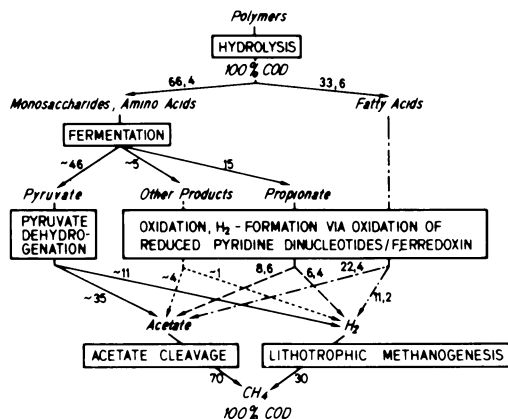 Polymers
HYDROLYSIS
100% COD
66,4 33,6
Monosaccharides, Amino Acids Fatty Acids
FERMENTATION
~46 ~5 15
Pyruvate Other Products Propionate
PYRUVATE
DEHYDRO-
GENATION
OXIDATION, H2-FORMATION VIA OXIDATION OF
REDUCED PYRIDINE DINUCLEOTIDES/FERREDOXIN
~35 ~11 ~4 8,6 ~1 6,4 22,4 11,2
Acetate H2
ACETATE CLEAVAGE LITHOTROPHIC METHANOGENESIS
70 30
CH4
100% COD